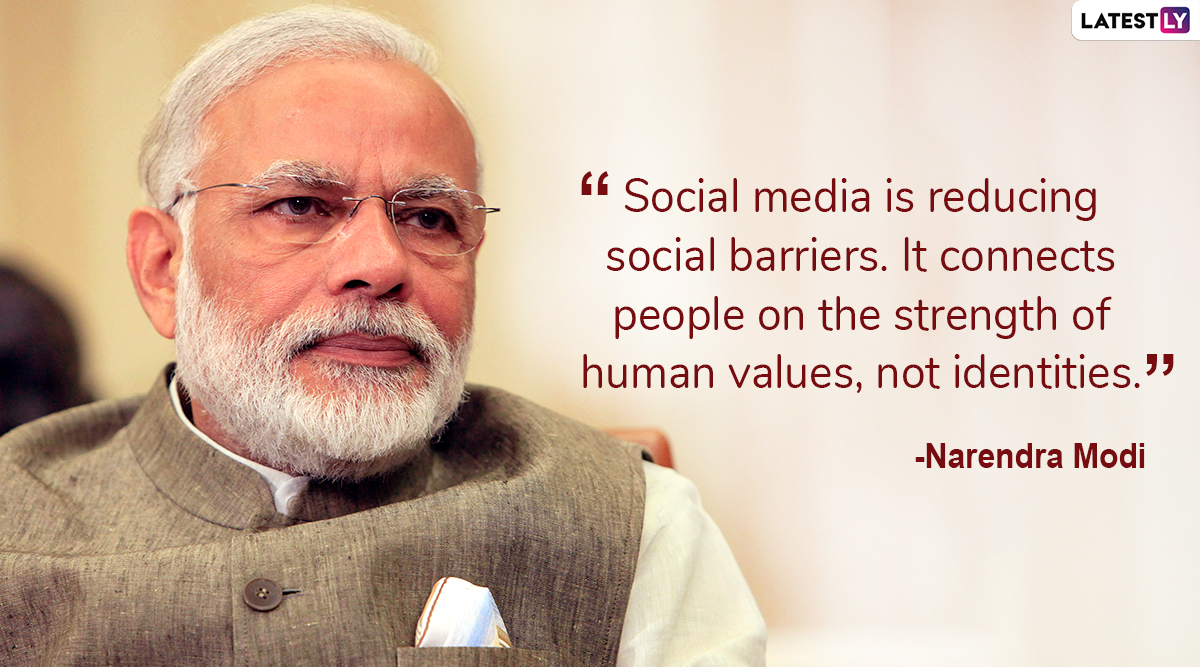 LATESTLY
“ Social media is reducing
social barriers. It connects
people on the strength of
human values, not identities.”
-Narendra Modi